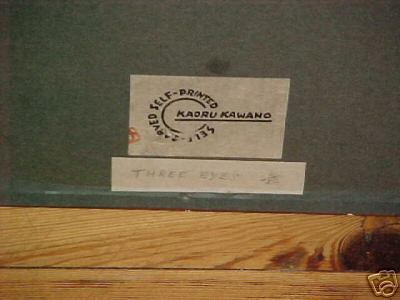 SELF-CARVED SELF-PRINTED
KAORU KAWANO
THREE EYES